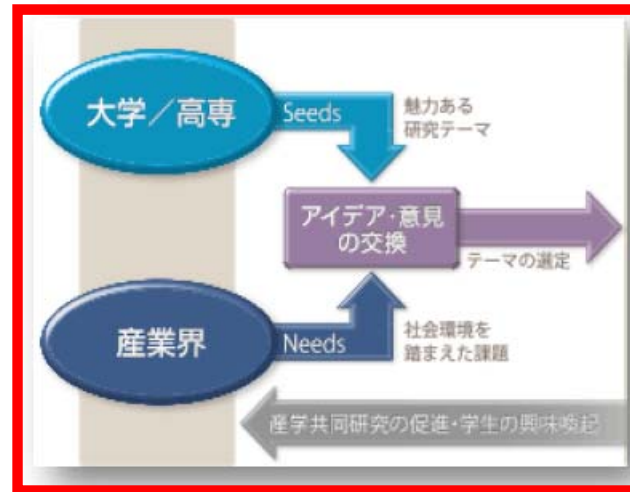 大学／高専
Seeds
魅力ある
研究テーマ
アイデア・意見
の交換
テーマの選定
産業界
Needs
社会環境を
踏まえた課題
産学共同研究の促進・学生の興味喚起